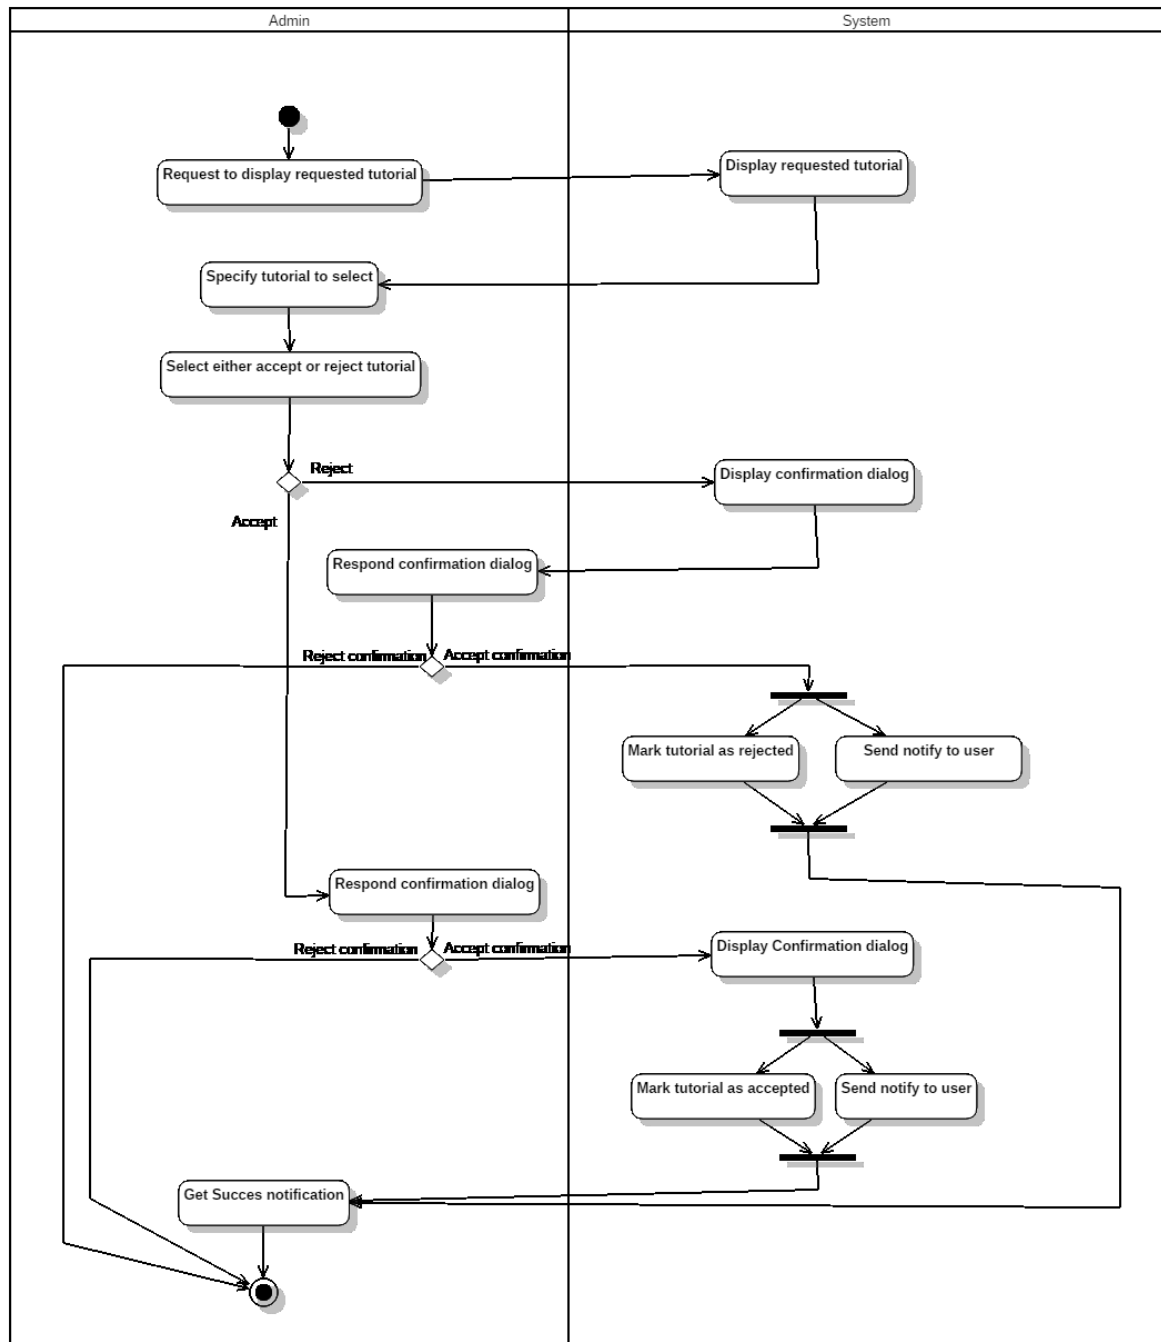 Admin
System
Request to display requested tutorial
Display requested tutorial
Specify tutorial to select
Select either accept or reject tutorial
Reject
Display confirmation dialog
Accept
Respond confirmation dialog
Reject confirmation
Accept confirmation
Mark tutorial as rejected
Send notify to user
Respond confirmation dialog
Reject confirmation
Accept confirmation
Display Confirmation dialog
Mark tutorial as accepted
Send notify to user
Get Succes notification